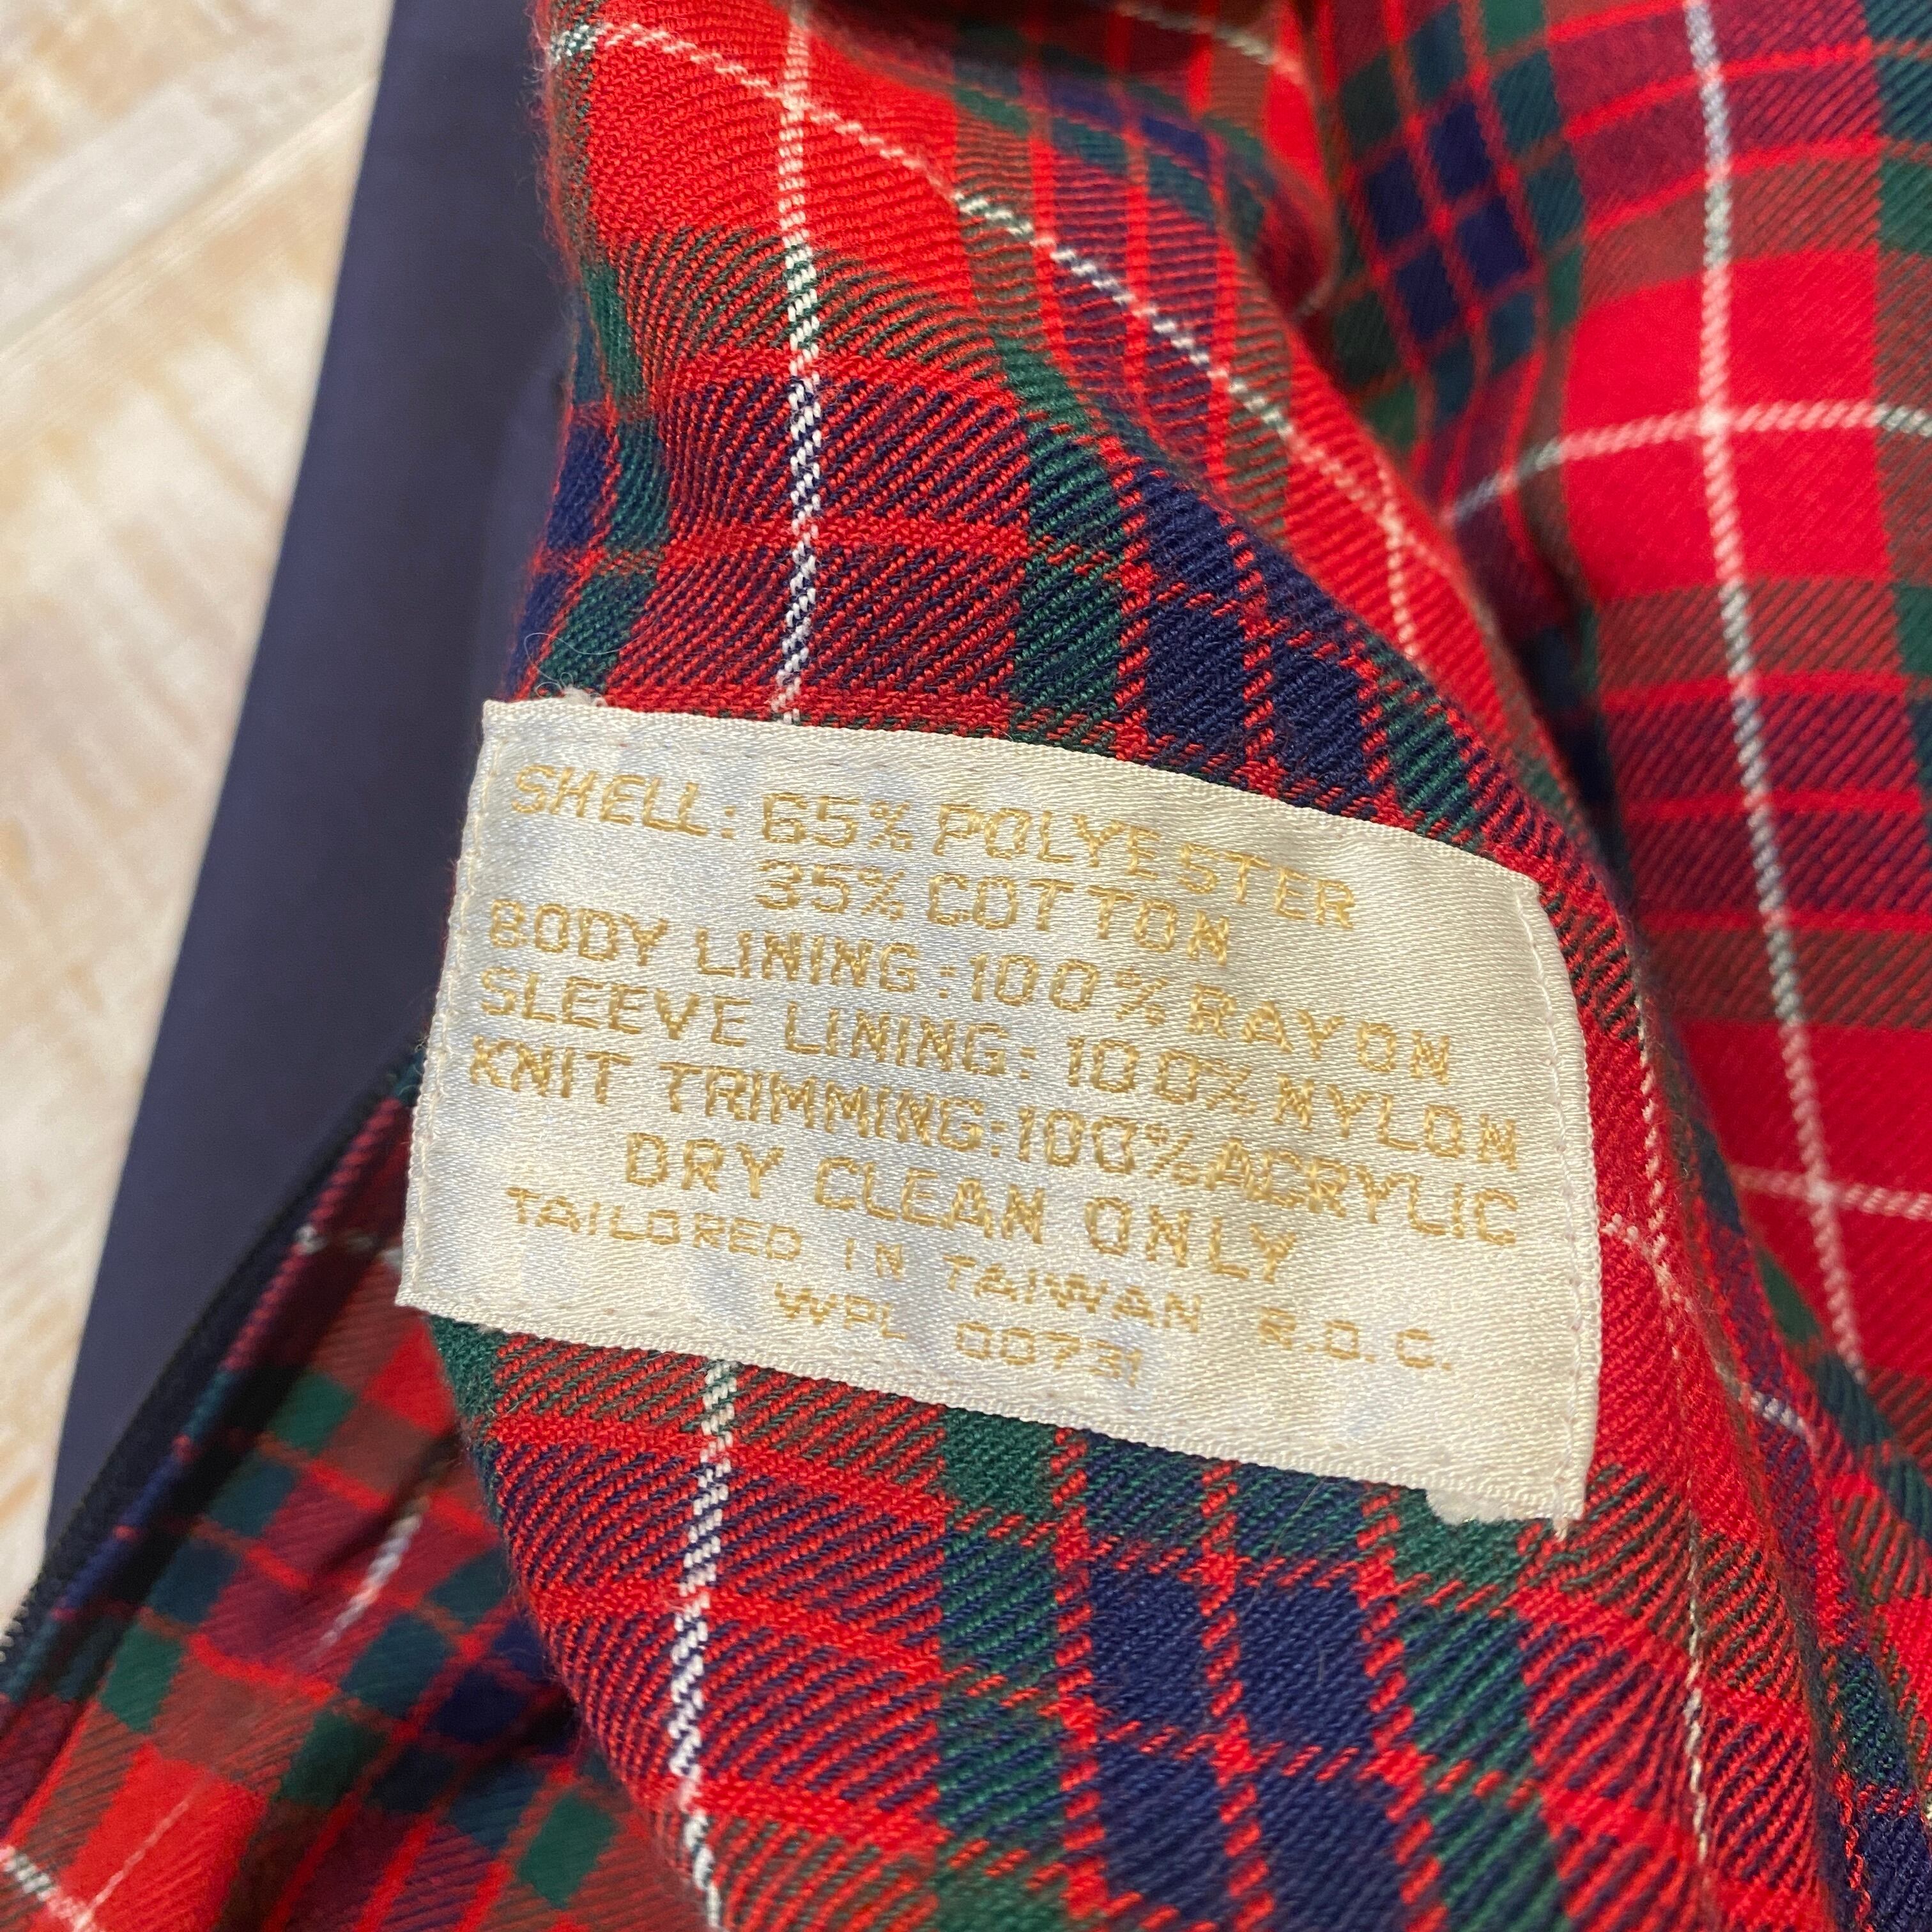 SHELL: 65% POLYESTER
35% COTTON
BODY LINING: 100% RAYON
SLEEVE LINING: 100% NYLON
KNIT TRIMMING: 100% ACRYLIC
DRY CLEAN ONLY
TAILORED IN TAIWAN R.O.C.
WPL 00731